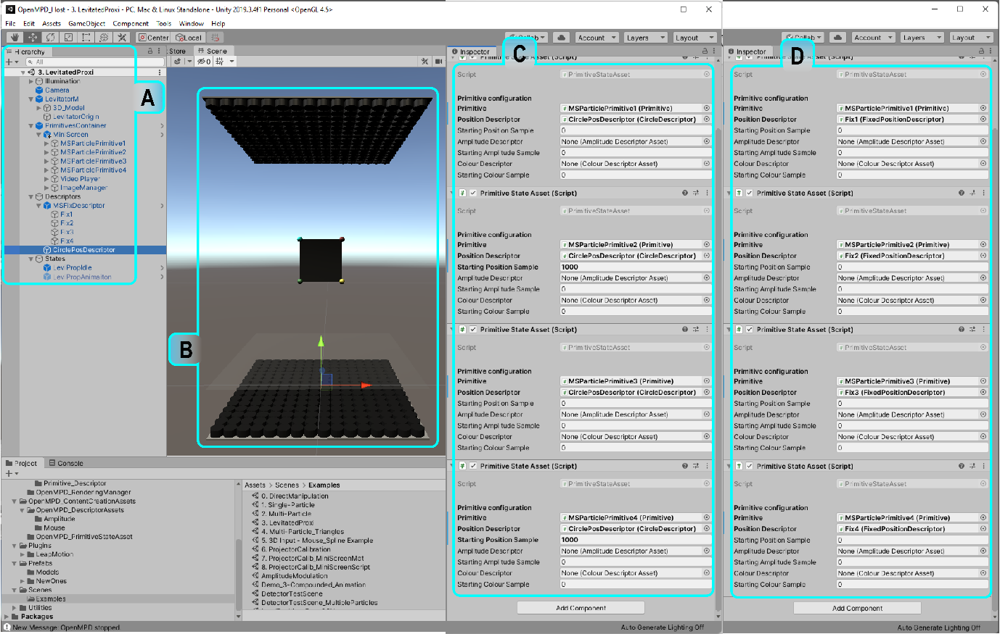 OpenMPD_Host - 3. LevitatedProxi - PC, Mac & Linux Standalone - Unity 2019.3.4f1 Personal <OpenGL 4.5>
File Edit Assets GameObject Component Tools Window Help
Center Local Collab Account Layers Layout
Collab Account Layers Layout
Hierarchy
All
3. LevitatedProxi
Illumination
Camera
LevitatorM
3D_Model
LevitatorOrigin
PrimitivesContainer
MiniScreen
MSParticlePrimitive1
MSParticlePrimitive2
MSParticlePrimitive3
MSParticlePrimitive4
Video Player
ImageManager
Descriptors
MSFixDescriptor
Fix1
Fix2
Fix3
Fix4
CirclePosDescriptor
States
LeviPropIdle
LeviPropAnimaiton
A
Store Scene
0
B
Inspector
C
Primitive State Asset (Script)
Script PrimitiveStateAsset
Primitive configuration
Primitive MSParticlePrimitive1 (Primitive)
Position Descriptor CirclePosDescriptor (CircleDescriptor)
Starting Position Sample 0
Amplitude Descriptor None (Amplitude Descriptor Asset)
Starting Amplitude Sample 0
Colour Descriptor None (Colour Descriptor Asset)
Starting Colour Sample 0
Primitive State Asset (Script)
Script PrimitiveStateAsset
Primitive configuration
Primitive MSParticlePrimitive2 (Primitive)
Position Descriptor CirclePosDescriptor (CircleDescriptor)
Starting Position Sample 1000
Amplitude Descriptor None (Amplitude Descriptor Asset)
Starting Amplitude Sample 0
Colour Descriptor None (Colour Descriptor Asset)
Starting Colour Sample 0
Primitive State Asset (Script)
Script PrimitiveStateAsset
Primitive configuration
Primitive MSParticlePrimitive3 (Primitive)
Position Descriptor CirclePosDescriptor (CircleDescriptor)
Starting Position Sample 0
Amplitude Descriptor None (Amplitude Descriptor Asset)
Starting Amplitude Sample 0
Colour Descriptor None (Colour Descriptor Asset)
Starting Colour Sample 0
Primitive State Asset (Script)
Script PrimitiveStateAsset
Primitive configuration
Primitive MSParticlePrimitive4 (Primitive)
Position Descriptor CirclePosDescriptor (CircleDescriptor)
Starting Position Sample 1000
Amplitude Descriptor None (Amplitude Descriptor Asset)
Starting Amplitude Sample 0
Colour Descriptor None (Colour Descriptor Asset)
Starting Colour Sample 0
Add Component
Auto Generate Lighting Off
Inspector
D
Primitive State Asset (Script)
Script PrimitiveStateAsset
Primitive configuration
Primitive MSParticlePrimitive1 (Primitive)
Position Descriptor Fix1 (FixedPositionDescriptor)
Starting Position Sample 0
Amplitude Descriptor None (Amplitude Descriptor Asset)
Starting Amplitude Sample 0
Colour Descriptor None (Colour Descriptor Asset)
Starting Colour Sample 0
Primitive State Asset (Script)
Script PrimitiveStateAsset
Primitive configuration
Primitive MSParticlePrimitive2 (Primitive)
Position Descriptor Fix2 (FixedPositionDescriptor)
Starting Position Sample 0
Amplitude Descriptor None (Amplitude Descriptor Asset)
Starting Amplitude Sample 0
Colour Descriptor None (Colour Descriptor Asset)
Starting Colour Sample 0
Primitive State Asset (Script)
Script PrimitiveStateAsset
Primitive configuration
Primitive MSParticlePrimitive3 (Primitive)
Position Descriptor Fix3 (FixedPositionDescriptor)
Starting Position Sample 0
Amplitude Descriptor None (Amplitude Descriptor Asset)
Starting Amplitude Sample 0
Colour Descriptor None (Colour Descriptor Asset)
Starting Colour Sample 0
Primitive State Asset (Script)
Script PrimitiveStateAsset
Primitive configuration
Primitive MSParticlePrimitive4 (Primitive)
Position Descriptor Fix4 (FixedPositionDescriptor)
Starting Position Sample 0
Amplitude Descriptor None (Amplitude Descriptor Asset)
Starting Amplitude Sample 0
Colour Descriptor None (Colour Descriptor Asset)
Starting Colour Sample 0
Add Component
Auto Generate Lighting Off
Project Console
Primitive_Descriptor
OpenMPD_RenderingManager
OpenMPD_ContentCreationAssets
OpenMPD_DescriptorAssets
Amplitude
Mouse
OpenMPD_PrimitiveStateAsset
Plugins
LeapMotion
Prefabs
Models
NewOnes
Scenes
Examples
Utilities
Packages
Assets > Scenes > Examples
0. DirectManipulation
1. Single-Particle
2. Multi-Particle
3. LevitatedProxi
4. Multi-Particle_Triangles
5. 3D Input - Mouse_Spline Example
6. ProjectorCalibration
7. ProjectorCalib_MiniScreenMat
8. ProjectorCalib_MiniScreenScript
AmplitudeModulation
Demo_3-Compounded_Animation
DetectorTestScene
DetectorTestScene_MultipleParticles
New Message: OpenMPD stopped.